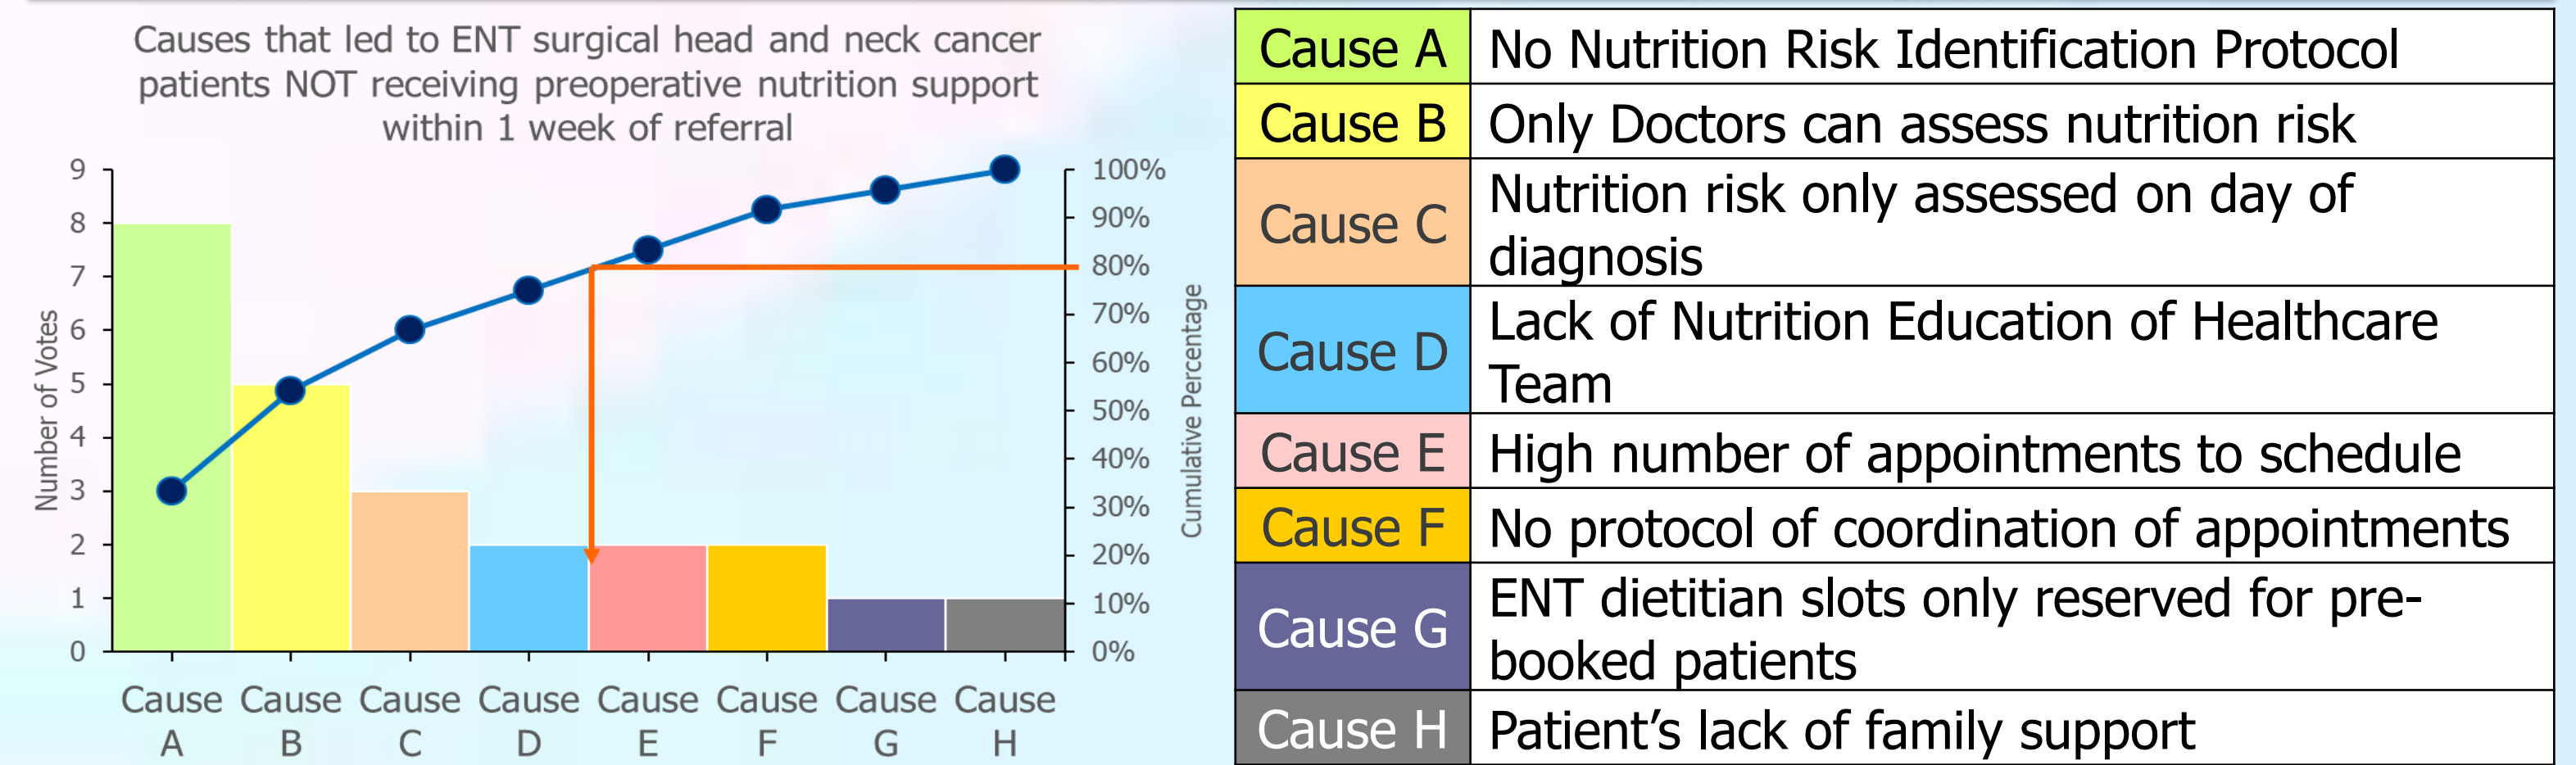 Causes that led to ENT surgical head and neck cancer
patients NOT receiving preoperative nutrition support
within 1 week of referral
Number of Votes
9
8
7
6
5
4
3
2
1
0
100%
90%
80%
70%
60%
50%
40%
30%
20%
10%
0%
Cumulative Percentage
Cause A
Cause B
Cause C
Cause D
Cause E
Cause F
Cause G
Cause H
Cause A No Nutrition Risk Identification Protocol
Cause B Only Doctors can assess nutrition risk
Cause C Nutrition risk only assessed on day of
diagnosis
Cause D Lack of Nutrition Education of Healthcare
Team
Cause E High number of appointments to schedule
Cause F No protocol of coordination of appointments
Cause G ENT dietitian slots only reserved for pre-
booked patients
Cause H Patient’s lack of family support